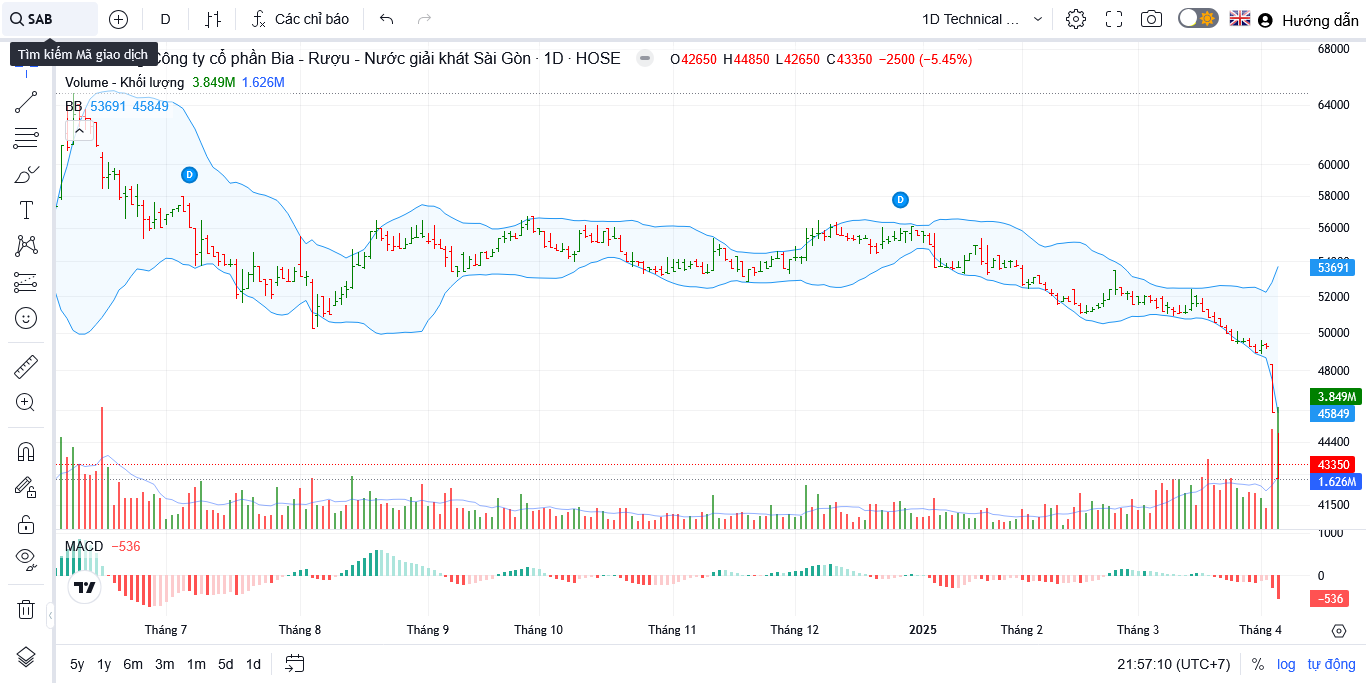 SAB D Các chỉ báo 1D Technical ... Hướng dẫn
Tìm kiếm Mã giao dịch
Công ty cổ phần Bia - Rượu - Nước giải khát Sài Gòn · 1D · HOSE O42650 H44850 L42650 C43350 −2500 (−5.45%)
Volume - Khối lượng 3.849M 1.626M
BB 53691 45849
D
D
68000
64000
60000
58000
56000
54000
53691
52000
50000
48000
3.849M
45849
44400
43350
1.626M
41500
1000
MACD −536
0
−536
Tháng 7 Tháng 8 Tháng 9 Tháng 10 Tháng 11 Tháng 12 2025 Tháng 2 Tháng 3 Tháng 4
5y 1y 6m 3m 1m 5d 1d 21:57:10 (UTC+7) % log tự động